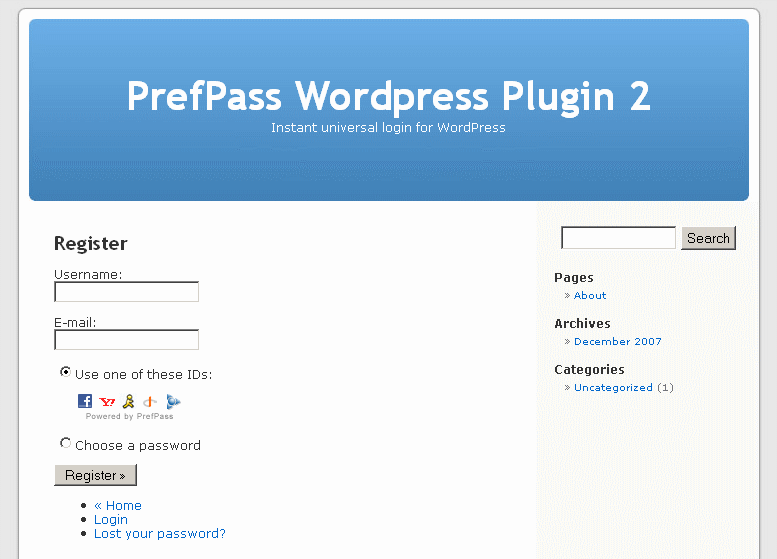 PrefPass Wordpress Plugin 2
Instant universal login for WordPress
Register
Username:
E-mail:
Use one of these IDs:
Powered by PrefPass
Choose a password
Register »
« Home
Login
Lost your password?
Search
Pages
» About
Archives
» December 2007
Categories
» Uncategorized (1)